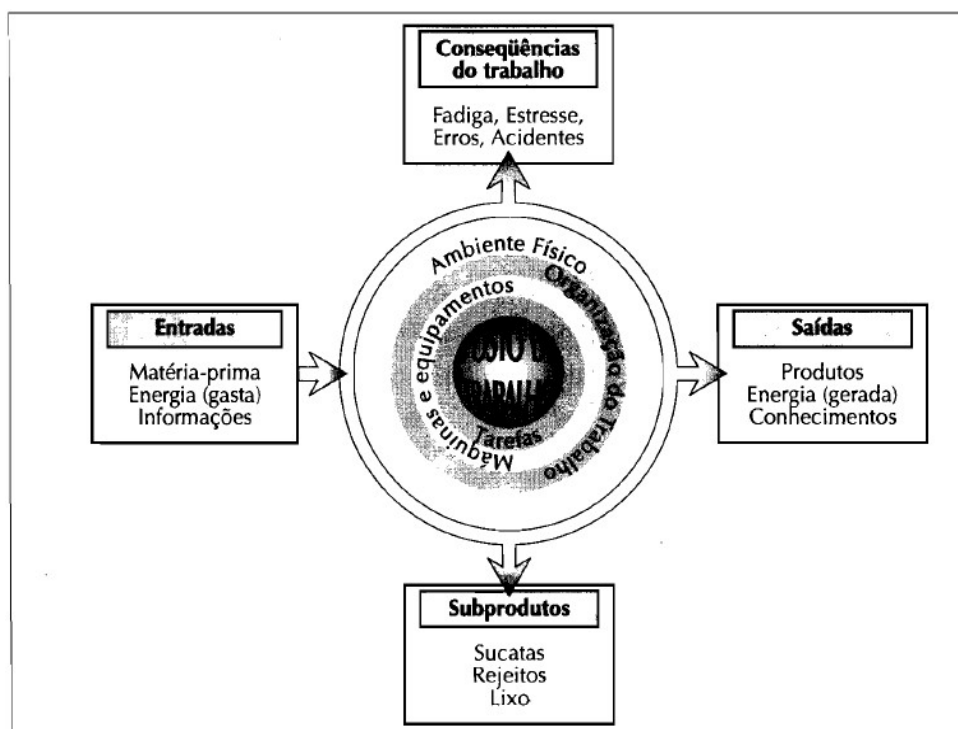 Conseqüências
do trabalho
Fadiga, Estresse,
Erros, Acidentes
Entradas
Matéria-prima
Energia (gasta)
Informações
Ambiente Físico
Organização do Trabalho
Máquinas e equipamentos
Tarefas
Saídas
Produtos
Energia (gerada)
Conhecimentos
Subprodutos
Sucatas
Rejeitos
Lixo